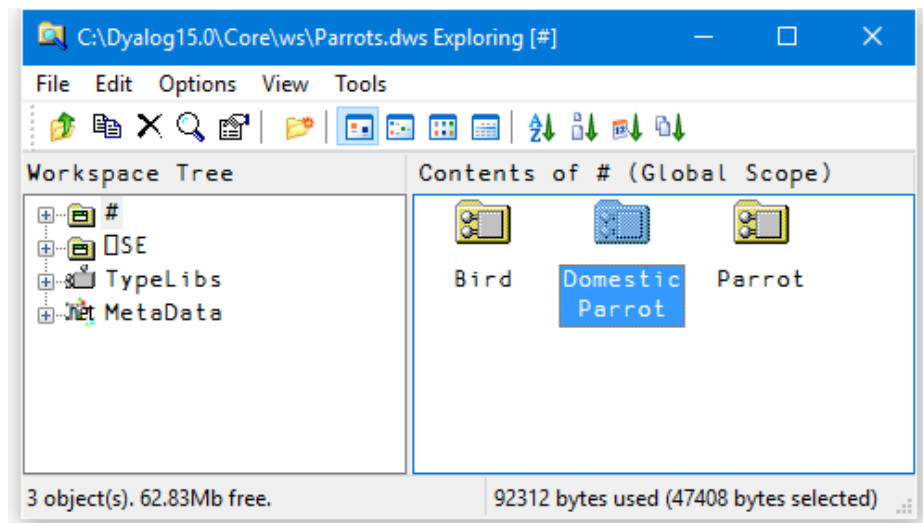 C:\Dyalog15.0\Core\ws\Parrots.dws Exploring [#]
File Edit Options View Tools
Workspace Tree
Contents of # (Global Scope)
#
⎕SE
TypeLibs
.net MetaData
Bird
Domestic
Parrot
Parrot
3 object(s). 62.83Mb free.
92312 bytes used (47408 bytes selected)